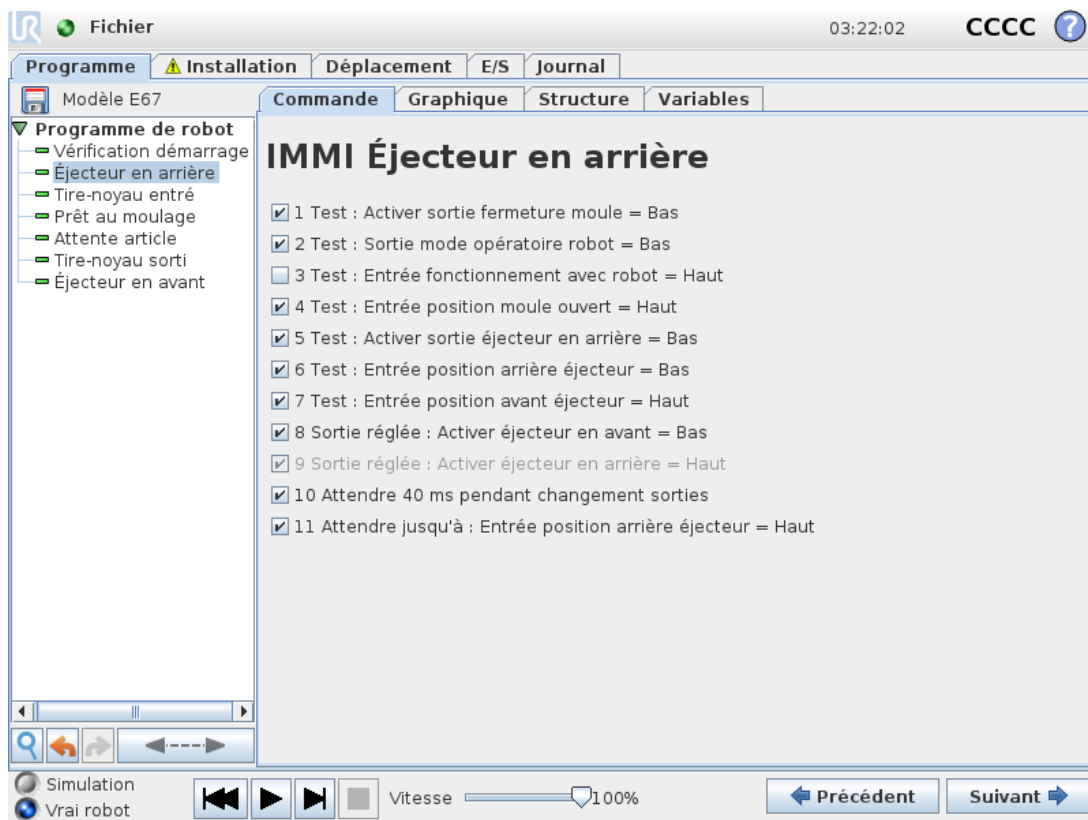 UR Fichier 03:22:02 CCCC ?
Programme Installation Déplacement E/S Journal
Modèle E67 Commande Graphique Structure Variables
Programme de robot
Vérification démarrage
Éjecteur en arrière
Tire-noyau entré
Prêt au moulage
Attente article
Tire-noyau sorti
Éjecteur en avant
IMMI Éjecteur en arrière
1 Test : Activer sortie fermeture moule = Bas
2 Test : Sortie mode opératoire robot = Bas
3 Test : Entrée fonctionnement avec robot = Haut
4 Test : Entrée position moule ouvert = Haut
5 Test : Activer sortie éjecteur en arrière = Bas
6 Test : Entrée position arrière éjecteur = Bas
7 Test : Entrée position avant éjecteur = Haut
8 Sortie réglée : Activer éjecteur en avant = Bas
9 Sortie réglée : Activer éjecteur en arrière = Haut
10 Attendre 40 ms pendant changement sorties
11 Attendre jusqu'à : Entrée position arrière éjecteur = Haut
Simulation
Vrai robot
Vitesse 100% Précédent Suivant